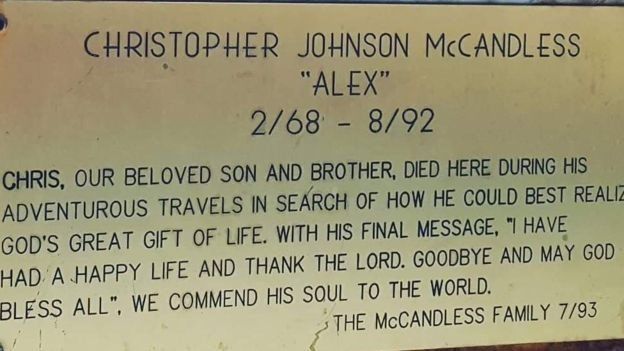 CHRISTOPHER JOHNSON McCANDLESS
"ALEX"
2/68 - 8/92
CHRIS, OUR BELOVED SON AND BROTHER, DIED HERE DURING HIS
ADVENTUROUS TRAVELS IN SEARCH OF HOW HE COULD BEST REALIZ
GOD'S GREAT GIFT OF LIFE. WITH HIS FINAL MESSAGE, "I HAVE
HAD A HAPPY LIFE AND THANK THE LORD. GOODBYE AND MAY GOD
BLESS ALL", WE COMMEND HIS SOUL TO THE WORLD.
THE McCANDLESS FAMILY 7/93